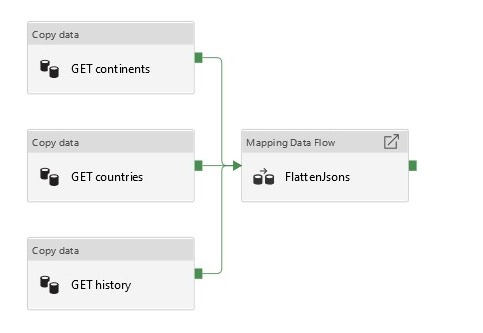 Copy data
GET continents
Copy data
GET countries
Mapping Data Flow
FlattenJsons
Copy data
GET history